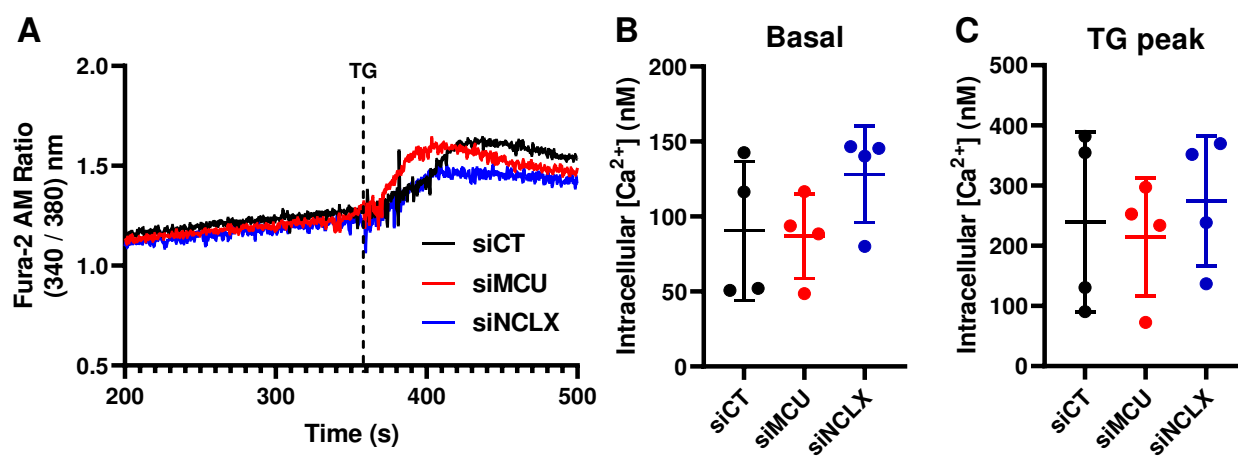 A
Fura-2 AM Ratio
(340 / 380) nm
2.0
1.5
1.0
0.5
TG
siCT
siMCU
siNCLX
200
300
400
500
Time (s)
B
Basal
Intracellular [Ca²⁺] (nM)
200
150
100
50
0
siCT
siMCU
siNCLX
C
TG peak
Intracellular [Ca²⁺] (nM)
500
400
300
200
100
0
siCT
siMCU
siNCLX